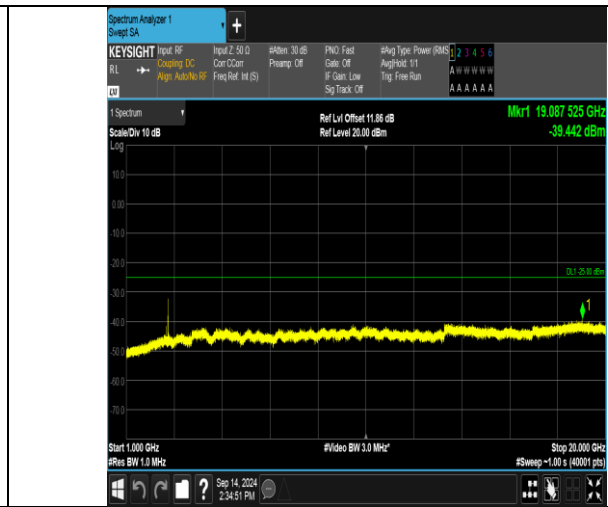 Spectrum Analyzer 1
Swept SA
+
KEYSIGHT
RL
Input: RF
Coupling: DC
Align: Auto/No RF
Input Z: 50 Ω
Corr CCorr
Freq Ref: Int (S)
#Atten: 30 dB
Preamp: Off
PNO: Fast
Gate: Off
IF Gain: Low
Sig Track: Off
#Avg Type: Power (RMS
Avg|Hold: 1/1
Trig: Free Run
1 2 3 4 5 6
A W W W W W
A A A A A A
1 Spectrum
Scale/Div 10 dB
Ref Lvl Offset 11.86 dB
Ref Level 20.00 dBm
Mkr1 19.087 525 GHz
-39.442 dBm
Log
10.0
0.00
-10.0
-20.0
DL1 -25.00 dBm
-30.0
1
-40.0
-50.0
-60.0
-70.0
Start 1.000 GHz
#Res BW 1.0 MHz
#Video BW 3.0 MHz*
Stop 20.000 GHz
#Sweep ~1.00 s (40001 pts)
?
Sep 14, 2024
2:34:51 PM